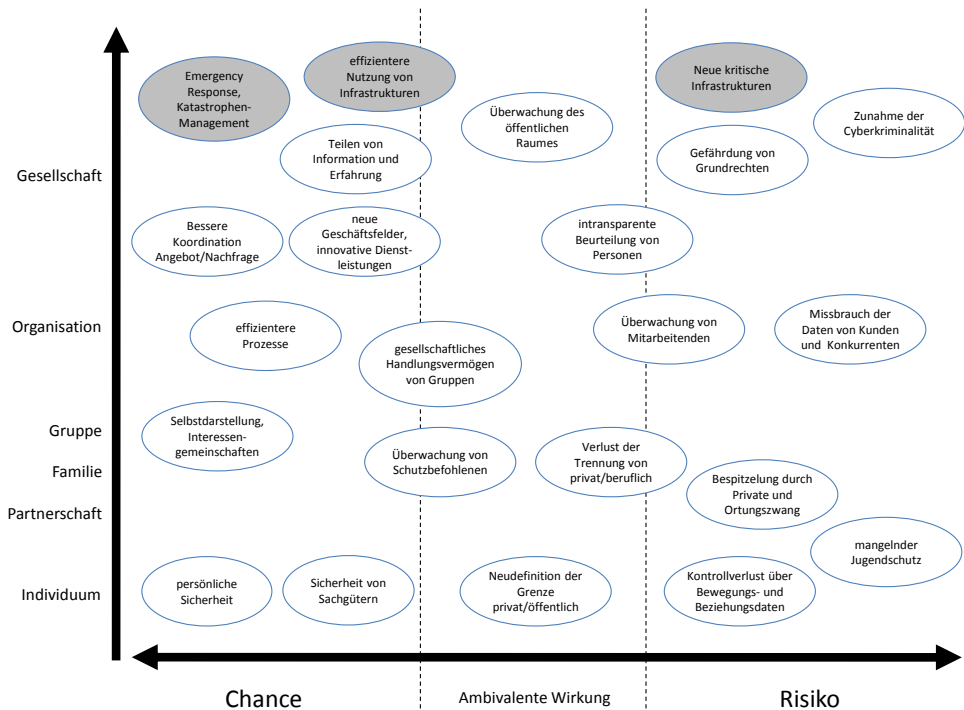 Emergency
Response,
Katastrophen-
Management
effizientere
Nutzung von
Infrastrukturen
Überwachung des
öffentlichen
Raumes
Neue kritische
Infrastrukturen
Zunahme der
Cyberkriminalität
Teilen von
Information und
Erfahrung
Gefährdung von
Grundrechten
Gesellschaft
Bessere
Koordination
Angebot/Nachfrage
neue
Geschäftsfelder,
innovative Dienst-
leistungen
intransparente
Beurteilung von
Personen
Organisation
effizientere
Prozesse
gesellschaftliches
Handlungsvermögen
von Gruppen
Überwachung von
Mitarbeitenden
Missbrauch der
Daten von Kunden
und Konkurrenten
Gruppe
Selbstdarstellung,
Interessen-
gemeinschaften
Überwachung von
Schutzbefohlenen
Verlust der
Trennung von
privat/beruflich
Familie
Bespitzelung durch
Private und
Ortungszwang
Partnerschaft
mangelnder
Jugendschutz
Individuum
persönliche
Sicherheit
Sicherheit von
Sachgütern
Neudefinition der
Grenze
privat/öffentlich
Kontrollverlust über
Bewegungs- und
Beziehungsdaten
Chance
Ambivalente Wirkung
Risiko